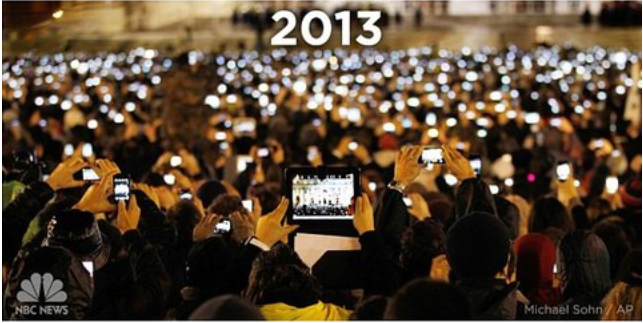 2013
NBC NEWS
Michael Sohn / AP